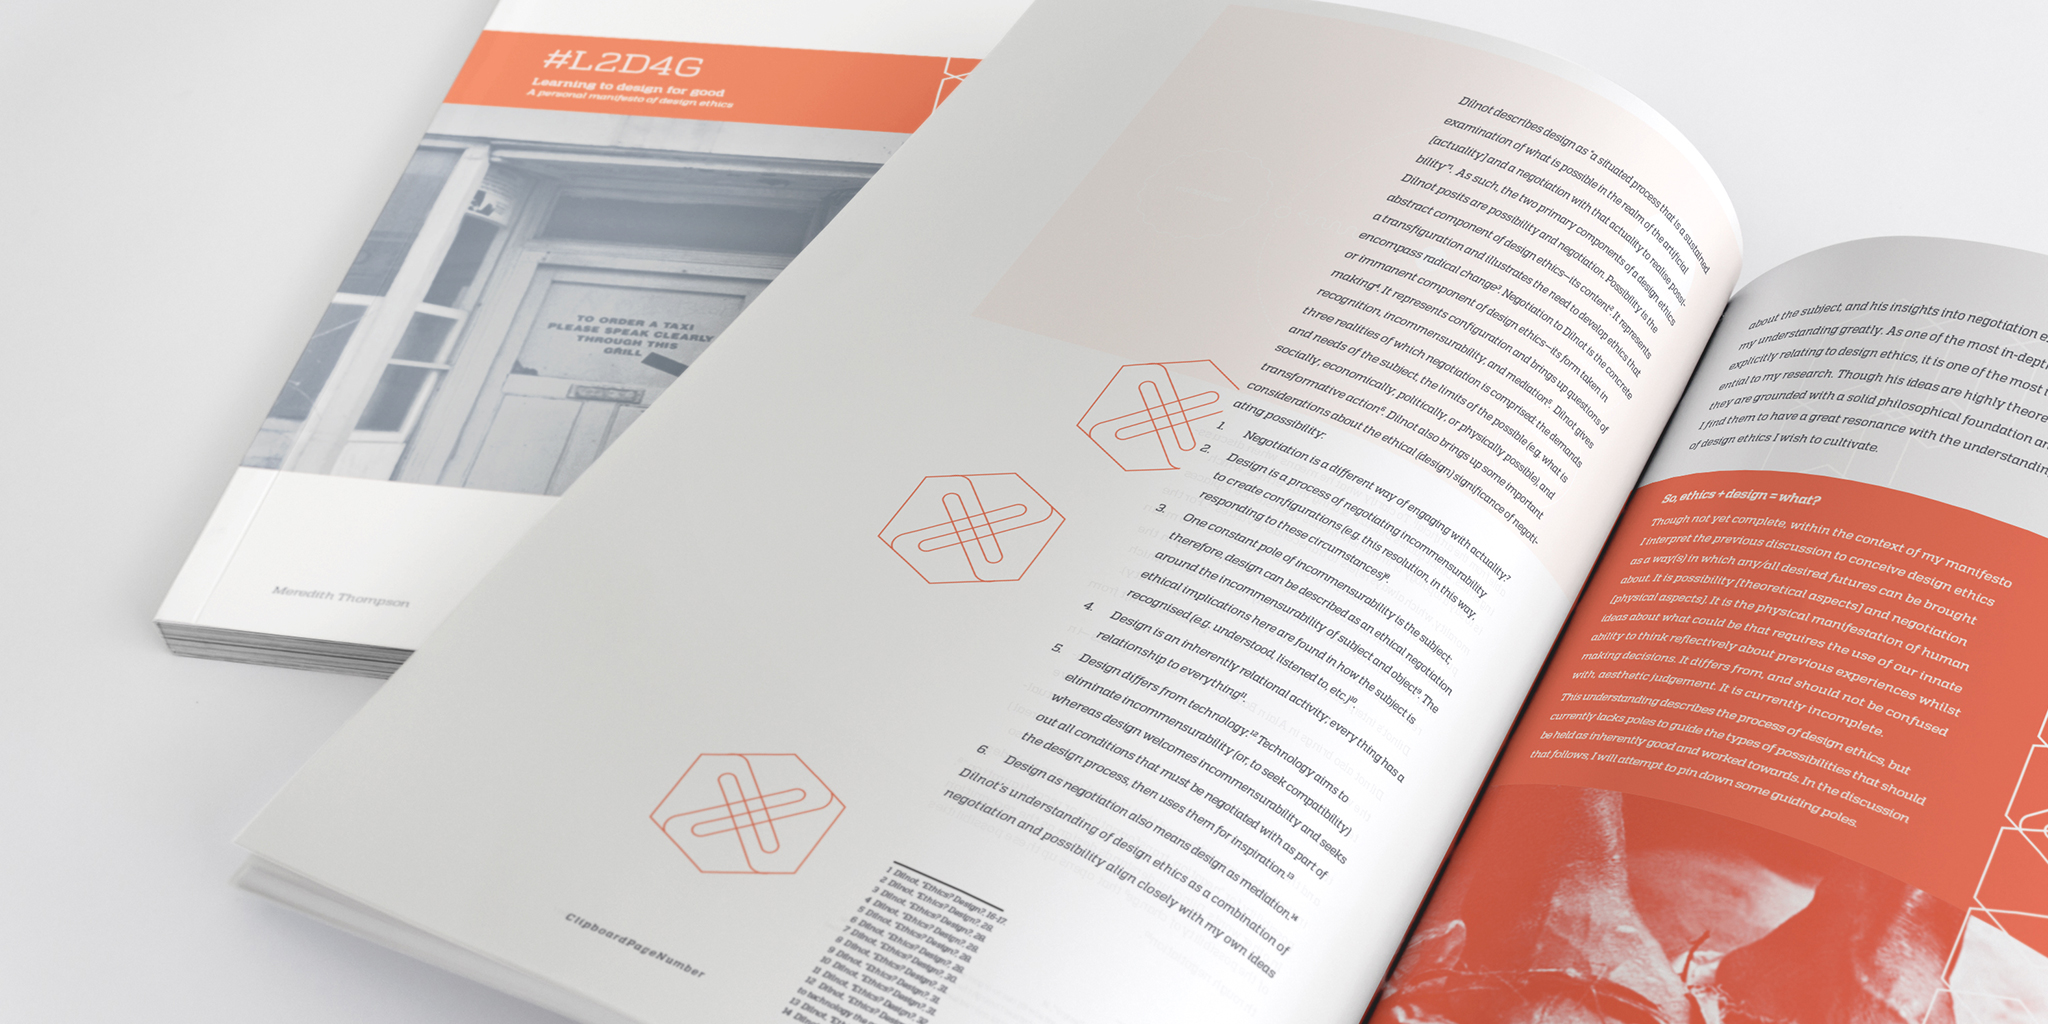 #L2D4G
Learning to design for good
A personal manifesto of design ethics
TO ORDER A TAXI
PLEASE SPEAK CLEARLY
THROUGH THIS
GRILL
Meredith Thompson
Dilnot describes design as "a situated process that is a sustained
examination of what is possible in the realm of the artificial
[actuality] and a negotiation with that actuality to realise possi-
bility"1. As such, the two primary components of a design ethics
Dilnot posits are possibility and negotiation. Possibility is the
abstract component of design ethics—its content2. It represents
a transfiguration and illustrates the need to develop ethics that
encompass radical change3. Negotiation to Dilnot is the concrete
or immanent component of design ethics—its form taken in
making4. It represents configuration and brings up questions of
recognition, incommensurability, and mediation5. Dilnot gives
three realities of which negotiation is comprised: the demands
and needs of the subject, the limits of the possible (e.g. what is
socially, economically, politically, or physically possible), and
transformative action6. Dilnot also brings up some important
considerations about the ethical (design) significance of negoti-
ating possibility:
1. Negotiation is a different way of engaging with actuality7
2. Design is a process of negotiating incommensurability
to create configurations (e.g. this resolution, in this way,
responding to these circumstances)8.
3. One constant pole of incommensurability is the subject;
therefore, design can be described as an ethical negotiation
around the incommensurability of subject and object9. The
ethical implications here are found in how the subject is
recognised (e.g. understood, listened to, etc.)10.
4. Design is an inherently relational activity; everything has a
relationship to everything11.
5. Design differs from technology.12 Technology aims to
eliminate incommensurability (or, to seek compatibility)
whereas design welcomes incommensurability and seeks
out all conditions that must be negotiated with as part of
the design process, then uses them for inspiration.13
6. Design as negotiation also means design as mediation.14
Dilnot's understanding of design ethics as a combination of
negotiation and possibility align closely with my own ideas
1 Dilnot, "Ethics? Design?, 16-17.
2 Dilnot, "Ethics? Design?, 28.
3 Dilnot, "Ethics? Design?, 28.
4 Dilnot, "Ethics? Design?, 29.
5 Dilnot, "Ethics? Design?, 29.
6 Dilnot, "Ethics? Design?, 29.
7 Dilnot, "Ethics? Design?,
8 Dilnot, "Ethics? Design?,
9 Dilnot, "Ethics? Design?,
10 Dilnot, "Ethics? Design?, 31.
11 Dilnot, "Ethics? Design?, 31.
12 Dilnot, "Ethics? Design?,
to technology the
13 Dilnot, "Ethics? Design
14 Dilnot,
ClipboardPageNumber
about the subject, and his insights into negotiation
my understanding greatly. As one of the most in-dept
explicitly relating to design ethics, it is one of the most
ential to my research. Though his ideas are highly theore
they are grounded with a solid philosophical foundation
I find them to have a great resonance with the understandin
of design ethics I wish to cultivate.
So, ethics + design = what?
Though not yet complete, within the context of my manifesto
I interpret the previous discussion to conceive design ethics
as a way(s) in which any/all desired futures can be brought
about. It is possibility [theoretical aspects] and negotiation
[physical aspects]. It is the physical manifestation of human
ideas about what could be that requires the use of our innate
ability to think reflectively about previous experiences whilst
making decisions. It differs from, and should not be confused
with, aesthetic judgement. It is currently incomplete.
This understanding describes the process of design ethics, but
currently lacks poles to guide the types of possibilities that should
be held as inherently good and worked towards. In the discussion
that follows, I will attempt to pin down some guiding poles.